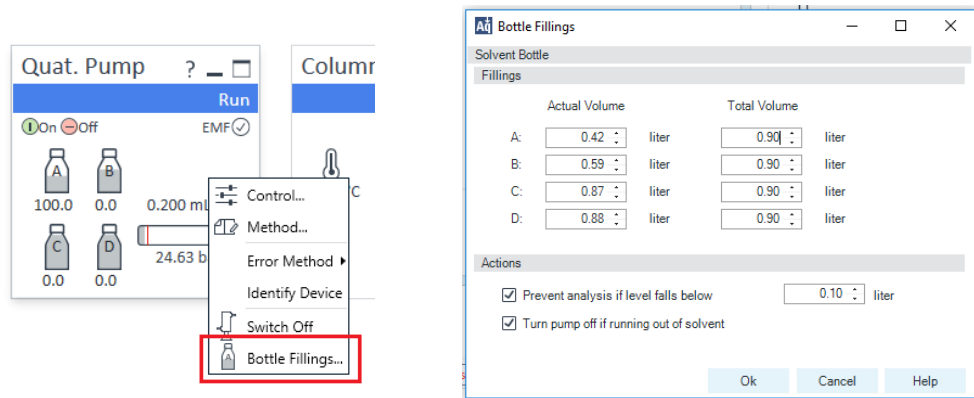 Quat. Pump ?
Run
On Off EMF
A B
100.0 0.0 0.200 mL
C D
24.63 b
0.0 0.0
Column
°C
Control...
Method...
Error Method
Identify Device
Switch Off
A Bottle Fillings...
Ag Bottle Fillings
Solvent Bottle
Fillings
Actual Volume Total Volume
A: 0.42 liter 0.90 liter
B: 0.59 liter 0.90 liter
C: 0.87 liter 0.90 liter
D: 0.88 liter 0.90 liter
Actions
Prevent analysis if level falls below 0.10 liter
Turn pump off if running out of solvent
Ok Cancel Help